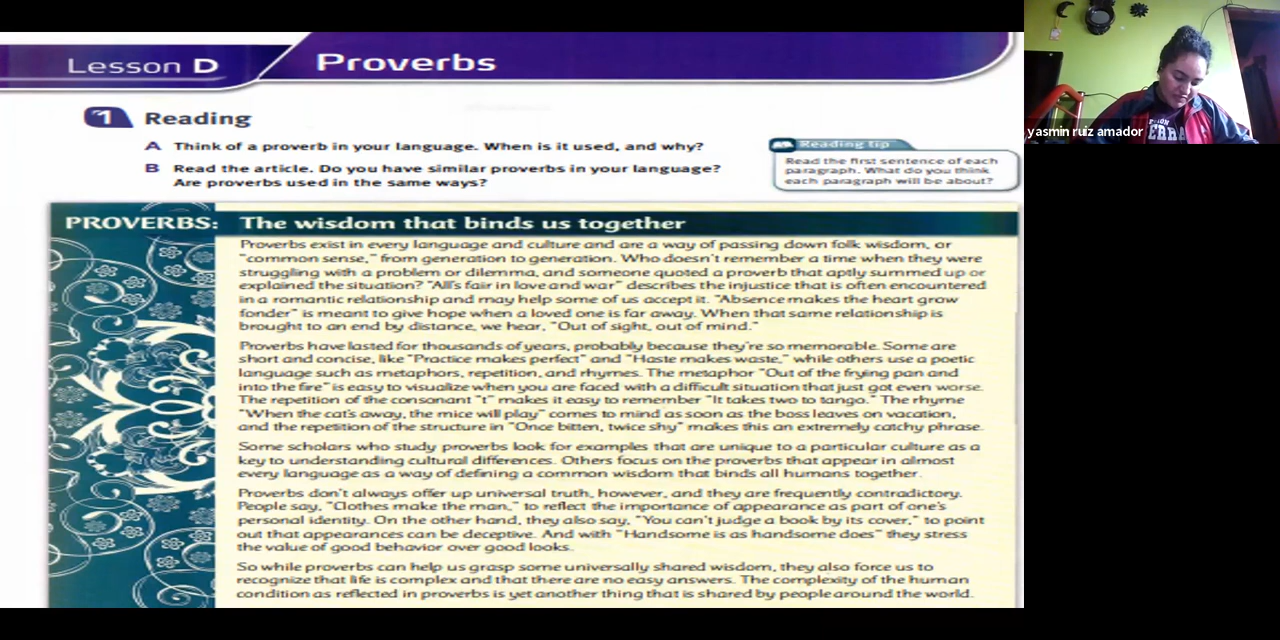 Lesson D
Proverbs
1 Reading
A Think of a proverb in your language. When is it used, and why?
B Read the article. Do you have similar proverbs in your language?
Are proverbs used in the same ways?
Reading tip
Read the first sentence of each
paragraph. What do you think
each paragraph will be about?
PROVERBS: The wisdom that binds us together
Proverbs exist in every language and culture and are a way of passing down folk wisdom, or
"common sense," from generation to generation. Who doesn't remember a time when they were
struggling with a problem or dilemma, and someone quoted a proverb that aptly summed up or
explained the situation? "All's fair in love and war" describes the injustice that is often encountered
in a romantic relationship and may help some of us accept it. "Absence makes the heart grow
fonder" is meant to give hope when a loved one is far away. When that same relationship is
brought to an end by distance, we hear, "Out of sight, out of mind."
Proverbs have lasted for thousands of years, probably because they're so memorable. Some are
short and concise, like "Practice makes perfect" and "Haste makes waste," while others use a poetic
language such as metaphors, repetition, and rhymes. The metaphor "Out of the frying pan and
into the fire" is easy to visualize when you are faced with a difficult situation that just got even worse.
The repetition of the consonant "t" makes it easy to remember "It takes two to tango." The rhyme
"When the cat's away, the mice will play" comes to mind as soon as the boss leaves on vacation,
and the repetition of the structure in "Once bitten, twice shy" makes this an extremely catchy phrase.
Some scholars who study proverbs look for examples that are unique to a particular culture as a
key to understanding cultural differences. Others focus on the proverbs that appear in almost
every language as a way of defining a common wisdom that binds all humans together.
Proverbs don't always offer up universal truth, however, and they are frequently contradictory.
People say, "Clothes make the man," to reflect the importance of appearance as part of one's
personal identity. On the other hand, they also say, "You can't judge a book by its cover," to point
out that appearances can be deceptive. And with "Handsome is as handsome does" they stress
the value of good behavior over good looks.
So while proverbs can help us grasp some universally shared wisdom, they also force us to
recognize that life is complex and that there are no easy answers. The complexity of the human
condition as reflected in proverbs is yet another thing that is shared by people around the world.
yasmin ruiz amador